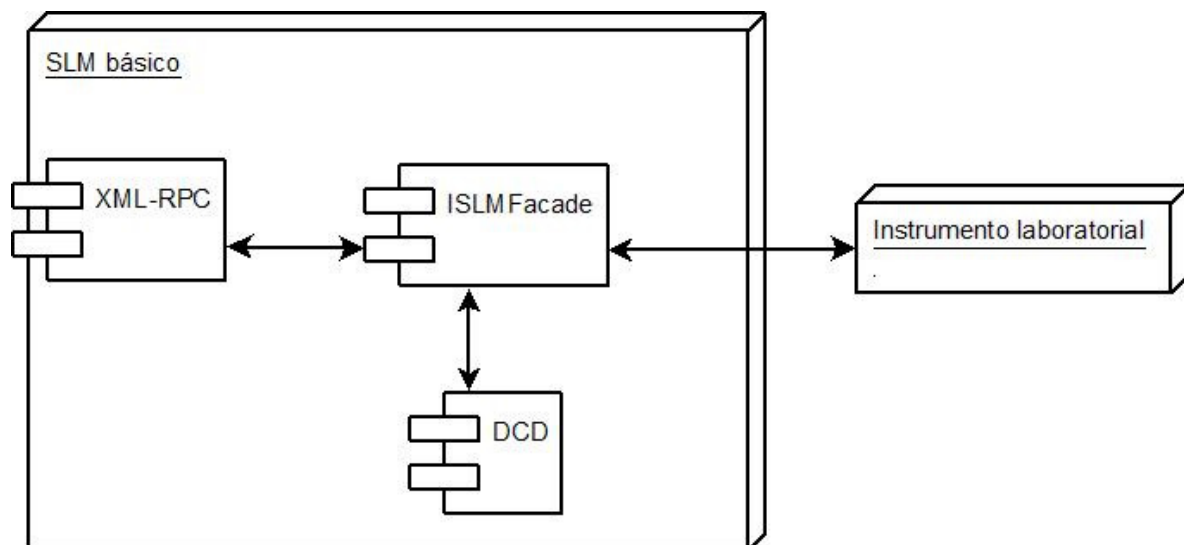 SLM básico
XML-RPC
ISLMFacade
Instrumento laboratorial
.
DCD